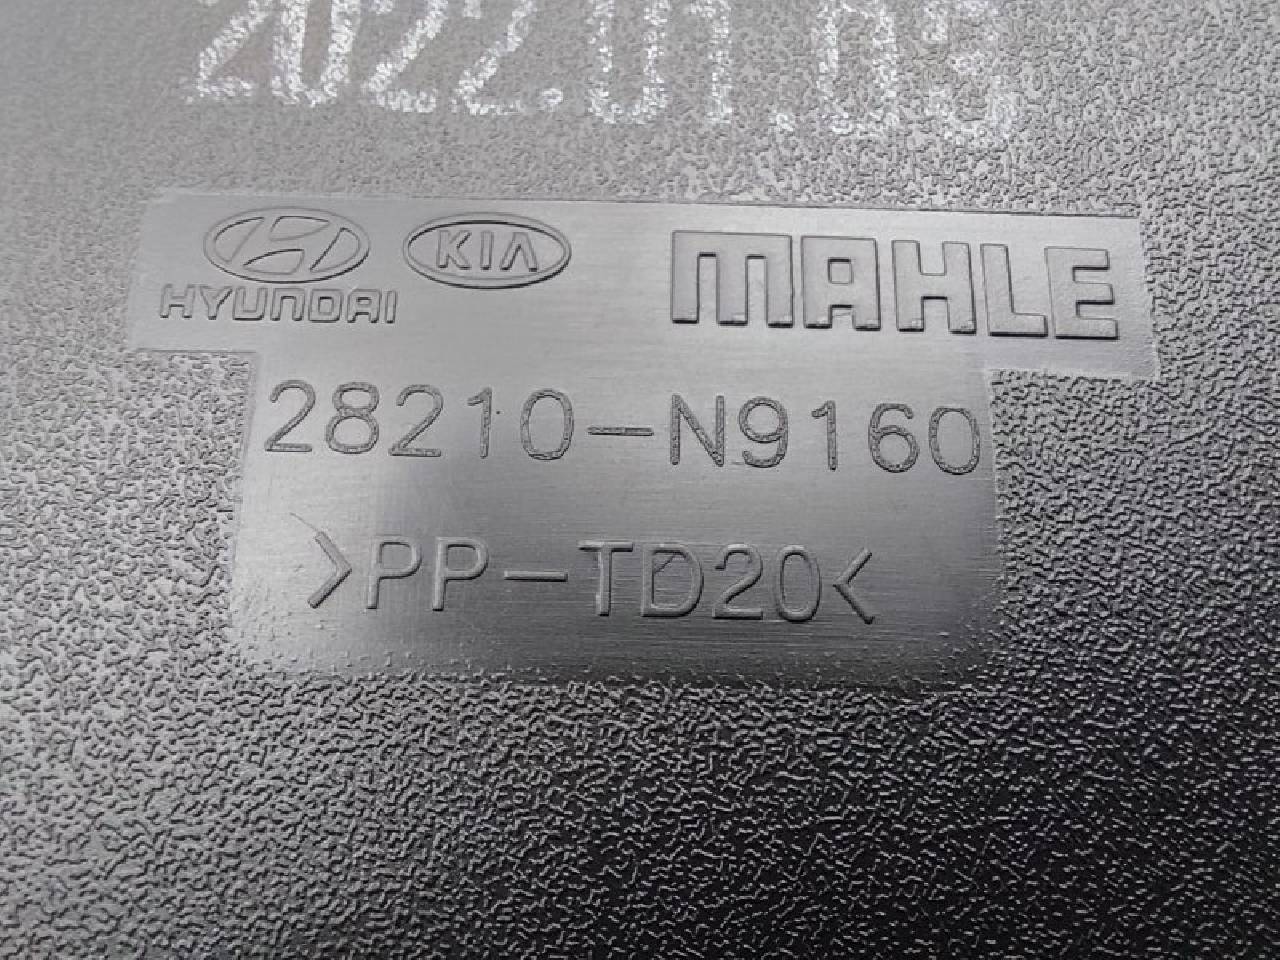 2022.01.05
HYUNDAI KIA MAHLE
28210-N9160
>PP-TD20<